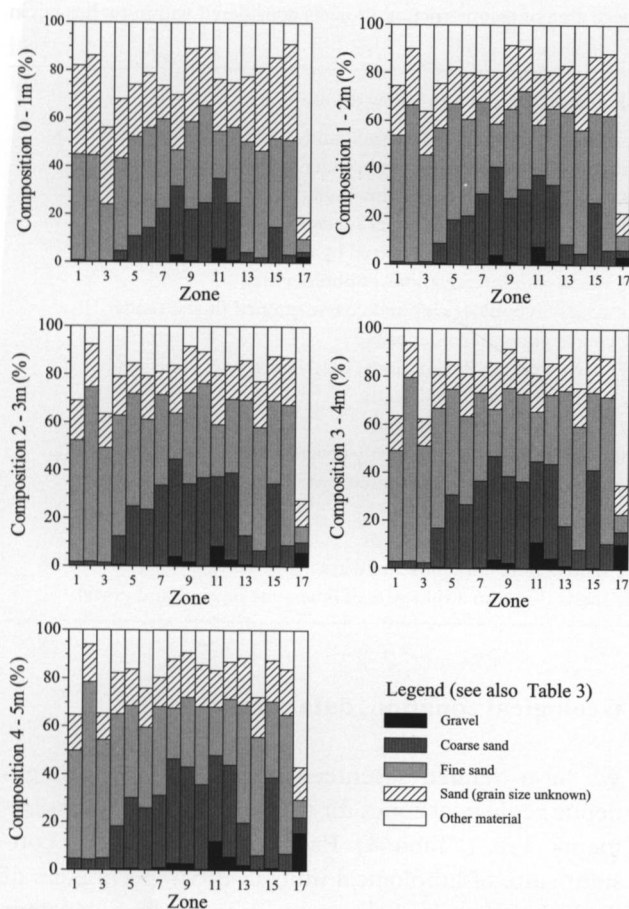 Composition 0 - 1m (%)
100
80
60
40
20
0
1 3 5 7 9 11 13 15 17
Zone
Composition 1 - 2m (%)
100
80
60
40
20
0
1 3 5 7 9 11 13 15 17
Zone
Composition 2 - 3m (%)
100
80
60
40
20
0
1 3 5 7 9 11 13 15 17
Zone
Composition 3 - 4m (%)
100
80
60
40
20
0
1 3 5 7 9 11 13 15 17
Zone
Composition 4 - 5m (%)
100
80
60
40
20
0
1 3 5 7 9 11 13 15 17
Zone
Legend (see also Table 3)
Gravel
Coarse sand
Fine sand
Sand (grain size unknown)
Other material